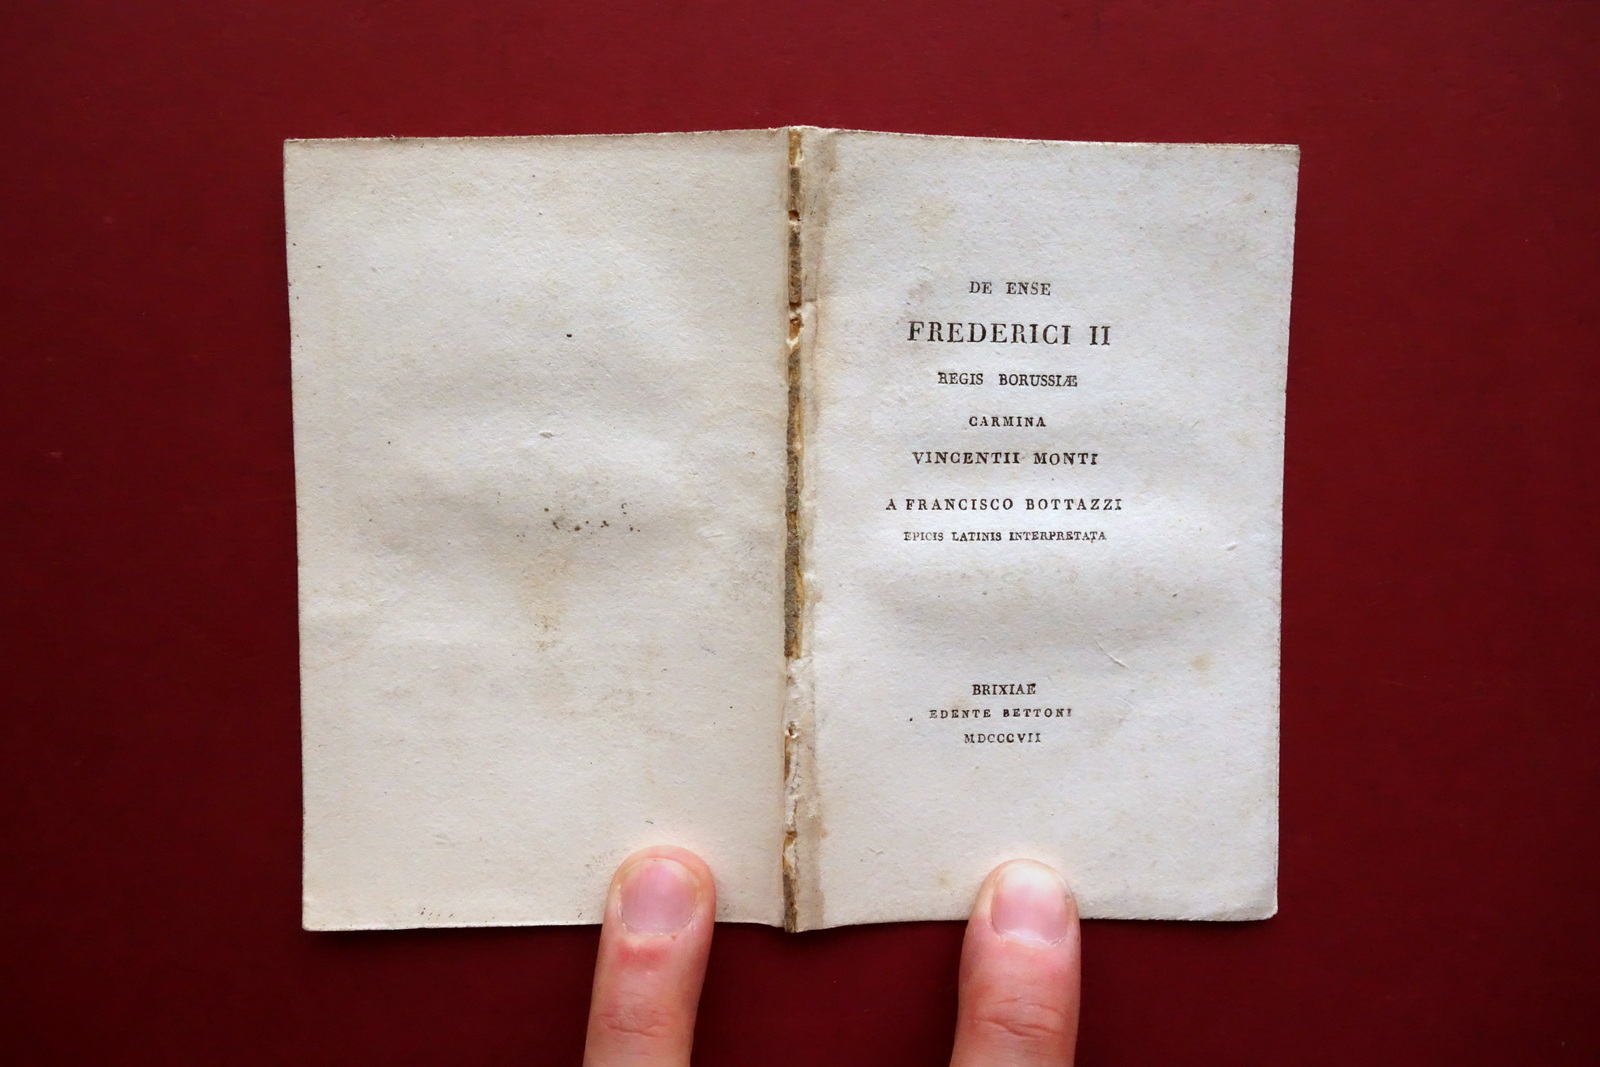 DE ENSE
FREDERICI II
REGIS BORUSSIÆ
CARMINA
VINCENTII MONTI
A FRANCISCO BOTTAZZI
EPICIS LATINIS INTERPRETATA
BRIXIAE
EDENTE BETTONI
MDCCCVII